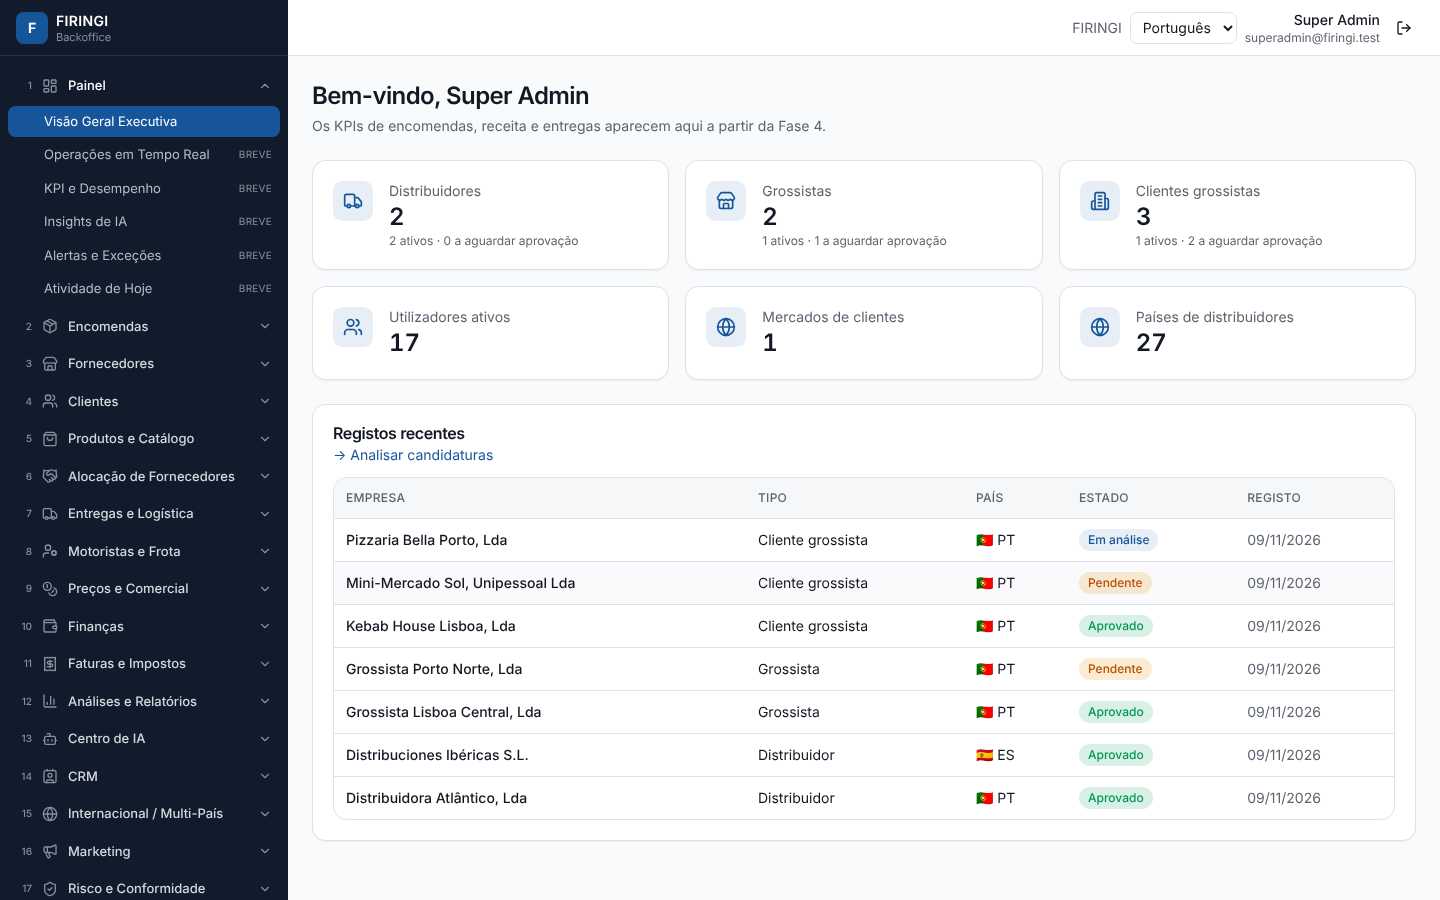 F
FIRINGI
Backoffice
1 Painel
Visão Geral Executiva
Operações em Tempo Real BREVE
KPI e Desempenho BREVE
Insights de IA BREVE
Alertas e Exceções BREVE
Atividade de Hoje BREVE
2 Encomendas
3 Fornecedores
4 Clientes
5 Produtos e Catálogo
6 Alocação de Fornecedores
7 Entregas e Logística
8 Motoristas e Frota
9 Preços e Comercial
10 Finanças
11 Faturas e Impostos
12 Análises e Relatórios
13 Centro de IA
14 CRM
15 Internacional / Multi-País
16 Marketing
17 Risco e Conformidade
FIRINGI Português
Super Admin
superadmin@firingi.test
Bem-vindo, Super Admin
Os KPIs de encomendas, receita e entregas aparecem aqui a partir da Fase 4.
Distribuidores
2
2 ativos · 0 a aguardar aprovação
Grossistas
2
1 ativos · 1 a aguardar aprovação
Clientes grossistas
3
1 ativos · 2 a aguardar aprovação
Utilizadores ativos
17
Mercados de clientes
1
Países de distribuidores
27
Registos recentes
→ Analisar candidaturas
EMPRESA TIPO PAÍS ESTADO REGISTO
Pizzaria Bella Porto, Lda Cliente grossista 🇵🇹 PT Em análise 09/11/2026
Mini-Mercado Sol, Unipessoal Lda Cliente grossista 🇵🇹 PT Pendente 09/11/2026
Kebab House Lisboa, Lda Cliente grossista 🇵🇹 PT Aprovado 09/11/2026
Grossista Porto Norte, Lda Grossista 🇵🇹 PT Pendente 09/11/2026
Grossista Lisboa Central, Lda Grossista 🇵🇹 PT Aprovado 09/11/2026
Distribuciones Ibéricas S.L. Distribuidor 🇪🇸 ES Aprovado 09/11/2026
Distribuidora Atlântico, Lda Distribuidor 🇵🇹 PT Aprovado 09/11/2026